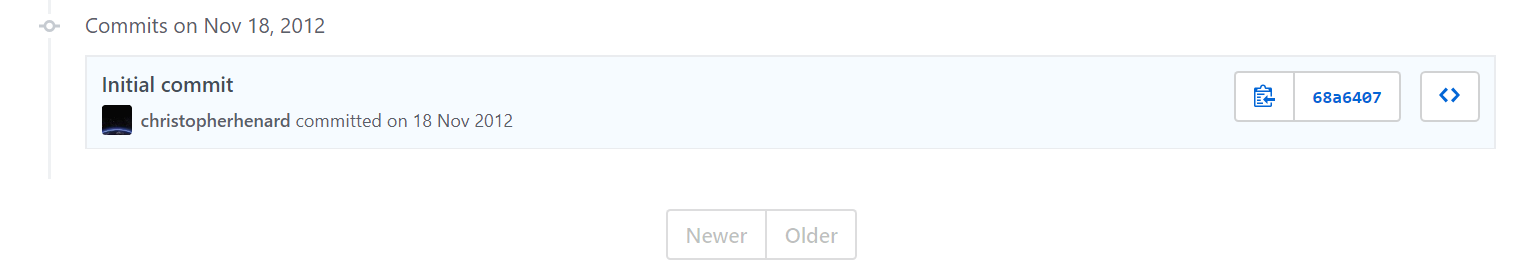 Commits on Nov 18, 2012
Initial commit
68a6407
christopherhenard committed on 18 Nov 2012
Newer Older